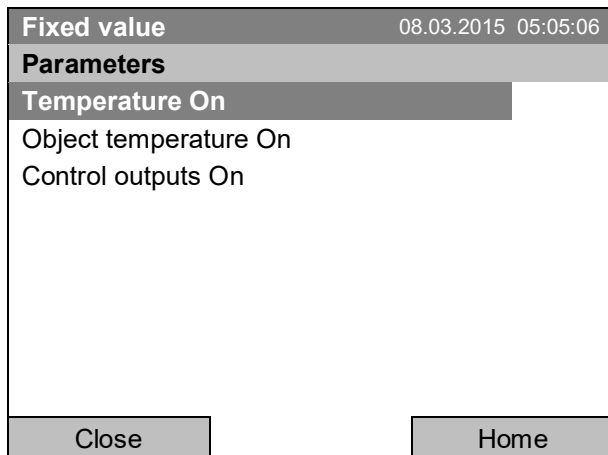 Fixed value 08.03.2015 05:05:06
Parameters
Temperature On
Object temperature On
Control outputs On
Close Home